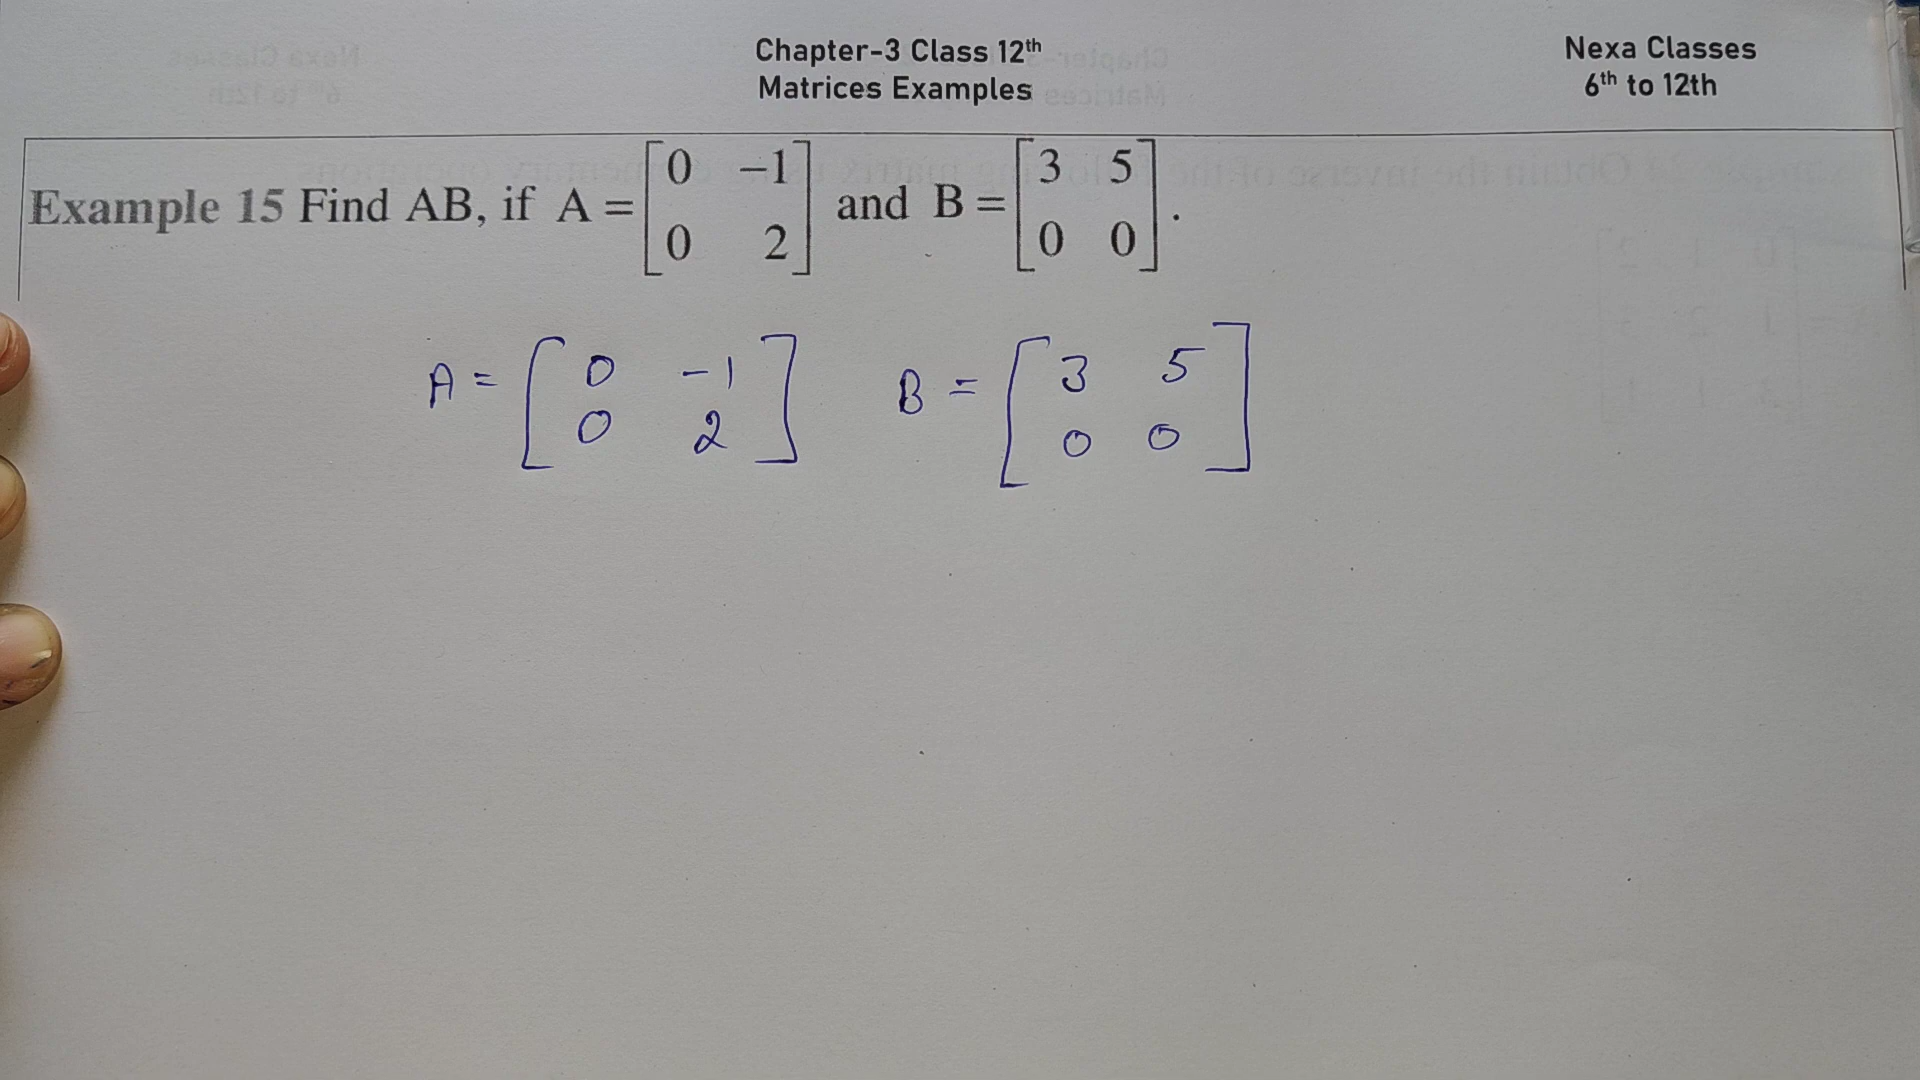 Chapter-3 Class 12th
Matrices Examples
Nexa Classes
6th to 12th
Example 15 Find AB, if A = [0 −1; 0 2] and B = [3 5; 0 0].
A = [0 -1; 0 2] B = [3 5; 0 0]